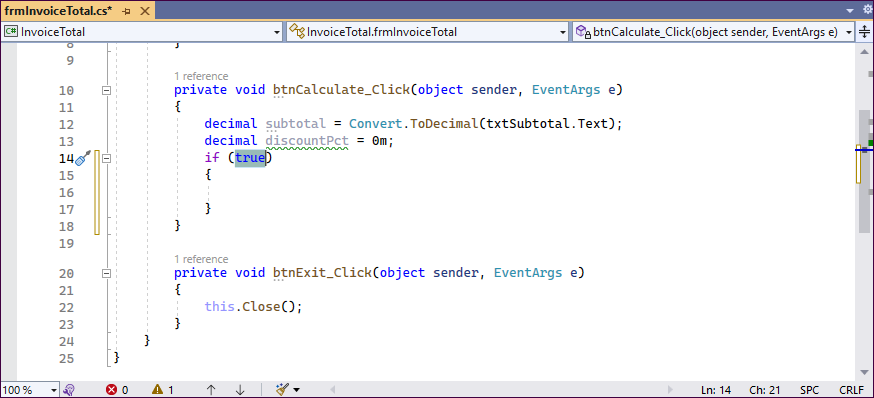 frmInvoiceTotal.cs*
InvoiceTotal InvoiceTotal.frmInvoiceTotal btnCalculate_Click(object sender, EventArgs e)
8 }
9
1 reference
10 private void btnCalculate_Click(object sender, EventArgs e)
11 {
12 decimal subtotal = Convert.ToDecimal(txtSubtotal.Text);
13 decimal discountPct = 0m;
14 if (true)
15 {
16
17 }
18 }
19
1 reference
20 private void btnExit_Click(object sender, EventArgs e)
21 {
22 this.Close();
23 }
24 }
25 }
100 % 0 1 Ln: 14 Ch: 21 SPC CRLF